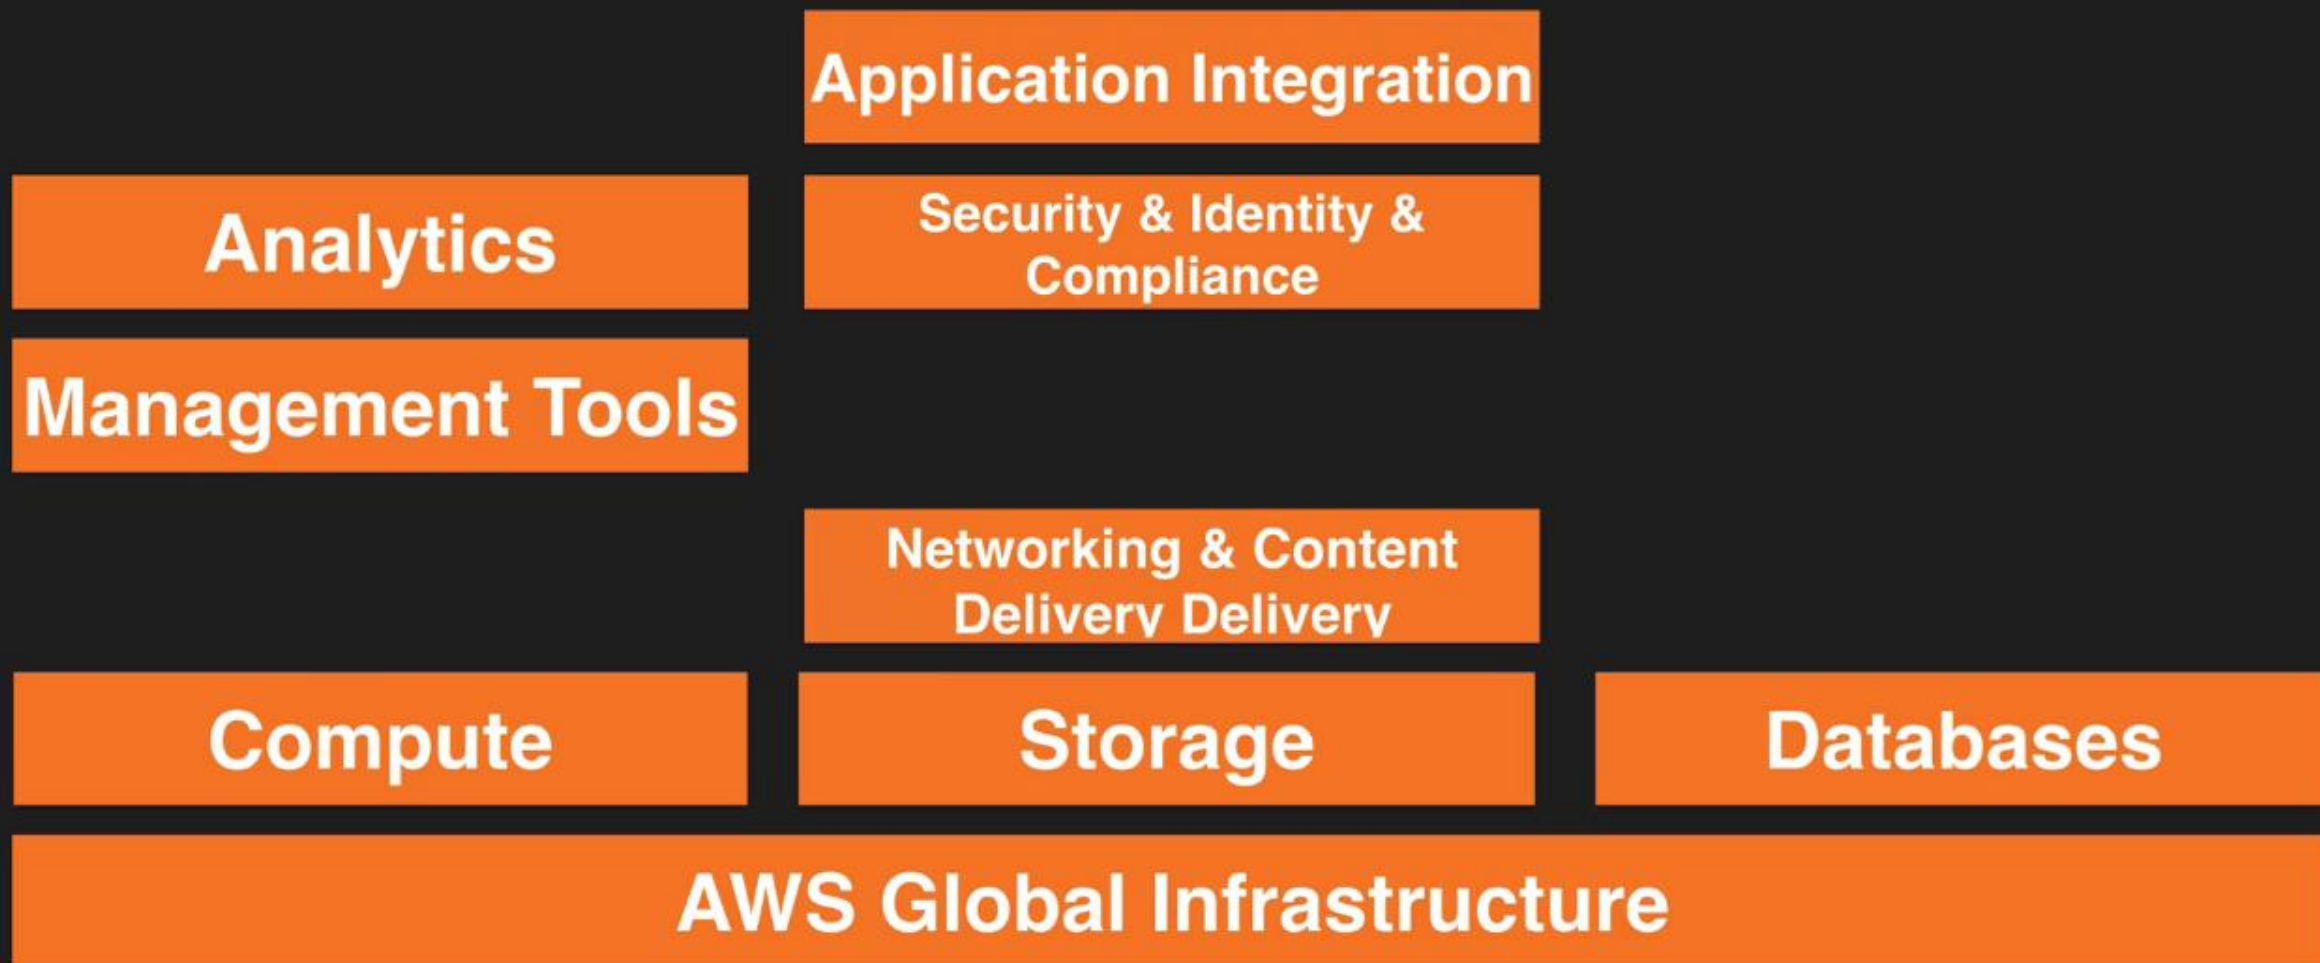 Application Integration
Analytics
Security & Identity &
Compliance
Management Tools
Networking & Content
Delivery Delivery
Compute
Storage
Databases
AWS Global Infrastructure